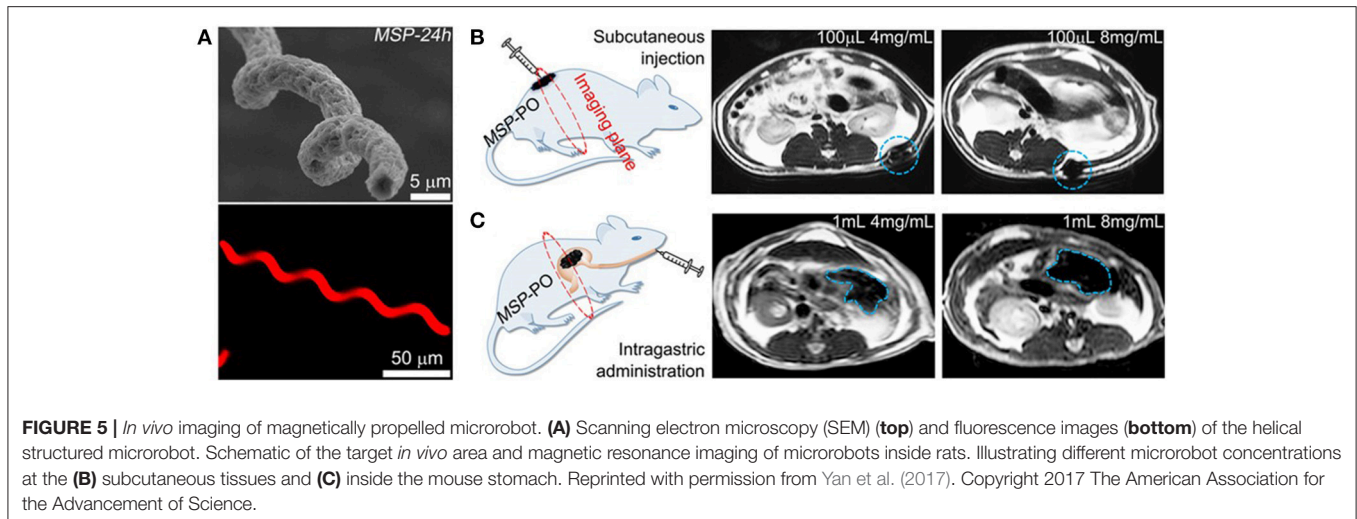 A
MSP-24h
5 μm
50 μm
B
Subcutaneous
injection
MSP-PO
Imaging plane
100μL 4mg/mL
100μL 8mg/mL
C
MSP-PO
Intragastric
administration
1mL 4mg/mL
1mL 8mg/mL
FIGURE 5 | In vivo imaging of magnetically propelled microrobot. (A) Scanning electron microscopy (SEM) (top) and fluorescence images (bottom) of the helical
structured microrobot. Schematic of the target in vivo area and magnetic resonance imaging of microrobots inside rats. Illustrating different microrobot concentrations
at the (B) subcutaneous tissues and (C) inside the mouse stomach. Reprinted with permission from Yan et al. (2017). Copyright 2017 The American Association for
the Advancement of Science.